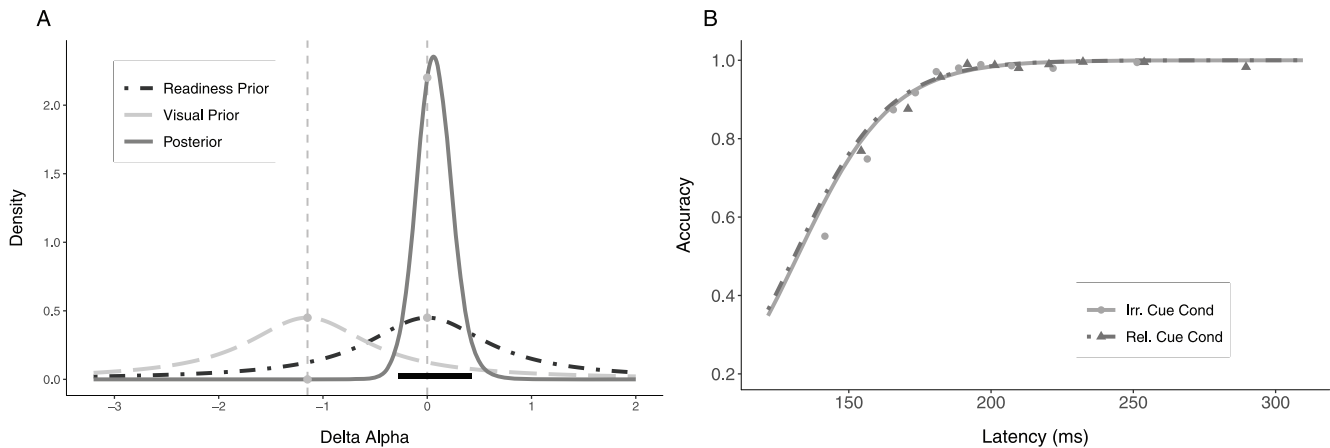 A
Density
2.0
1.5
1.0
0.5
0.0
Readiness Prior
Visual Prior
Posterior
−3
−2
−1
0
1
2
Delta Alpha
B
Accuracy
1.0
0.8
0.6
0.4
0.2
Irr. Cue Cond
Rel. Cue Cond
150
200
250
300
Latency (ms)